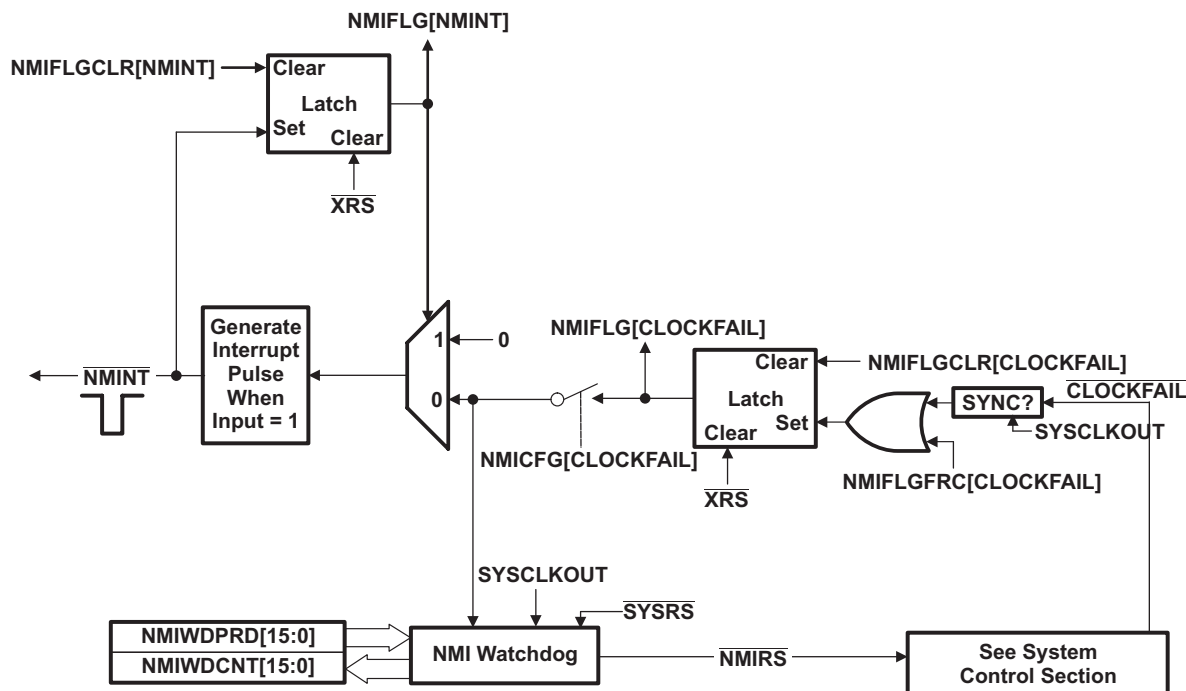 NMIFLG[NMINT]
NMIFLGCLR[NMINT]
Clear
Latch
Set
Clear
XRS
Generate
Interrupt
Pulse
When
Input = 1
NMINT
1
0
0
NMIFLG[CLOCKFAIL]
NMICFG[CLOCKFAIL]
Clear
Latch
Clear
Set
XRS
NMIFLGCLR[CLOCKFAIL]
CLOCKFAIL
SYNC?
SYSCLKOUT
NMIFLGFRC[CLOCKFAIL]
SYSCLKOUT
SYSRS
NMIWDPRD[15:0]
NMIWDCNT[15:0]
NMI Watchdog
NMIRS
See System
Control Section